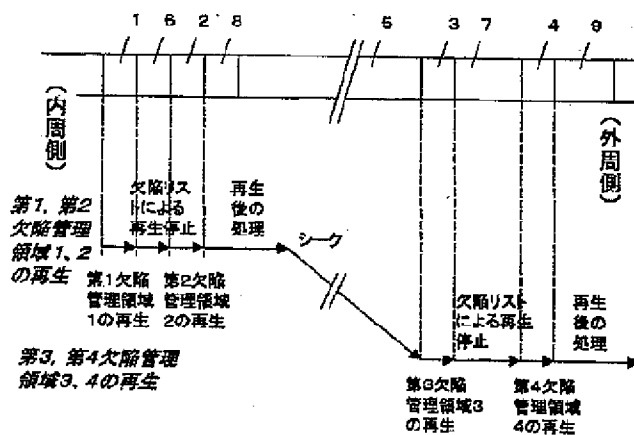 1 6 2 8 5 3 7 4 9
(内周側)
(外周側)
欠陥リス
トによる
再生停止
再生
後の
処理
シーク
第1, 第2
欠陥管理
領域1、2
の再生
第1欠陥
管理領域
1の再生
第2欠陥
管理領域
2の再生
欠陥リスト
による再生
停止
再生
後の
処理
第3, 第4欠陥管理
領域3、4の再生
第3欠陥
管理領域3
の再生
第4欠陥
管理領域
4の再生